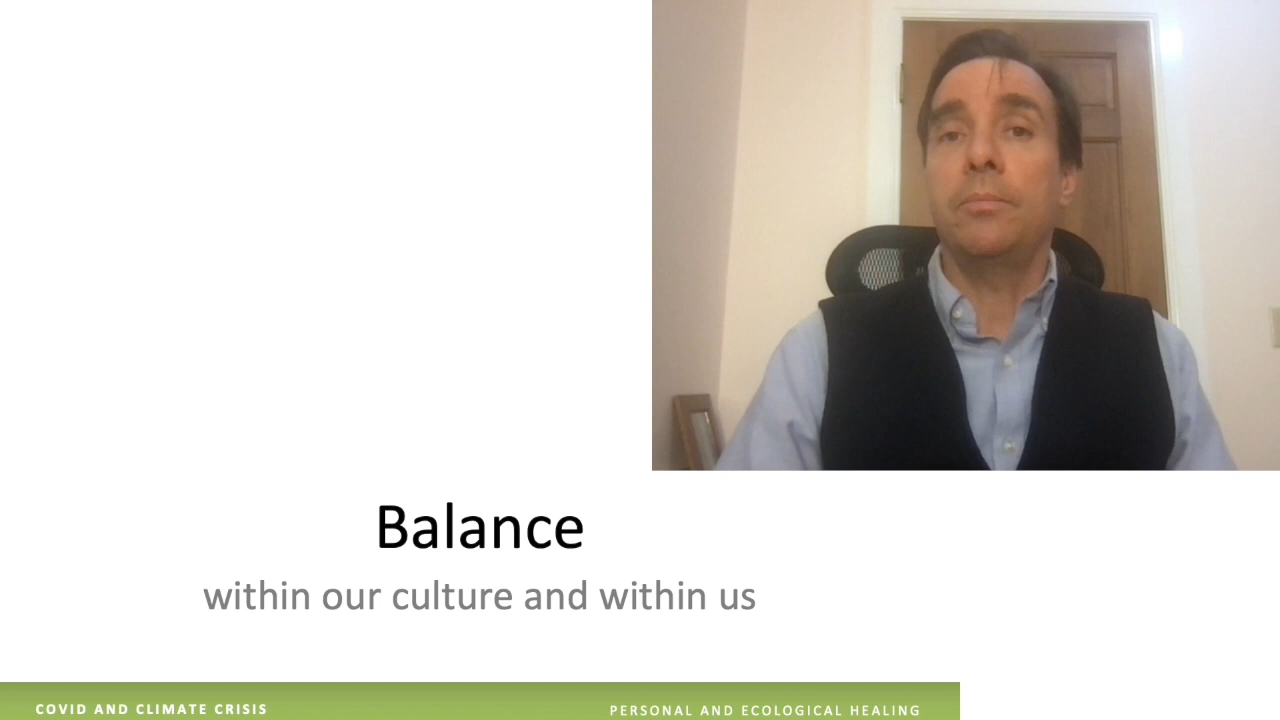 Balance
within our culture and within us
COVID AND CLIMATE CRISIS
PERSONAL AND ECOLOGICAL HEALING